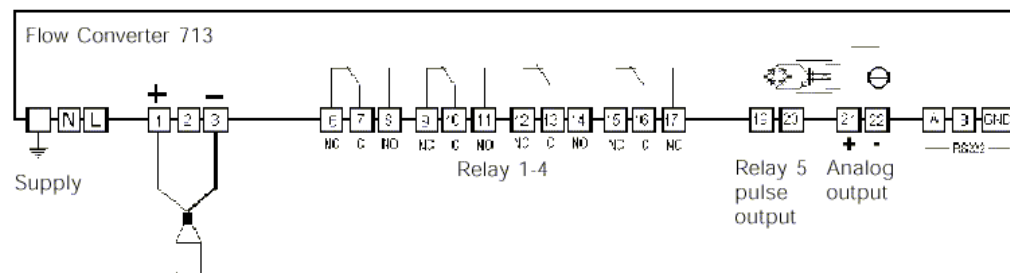 Flow Converter 713
+ −
N L 1 2 3 6 7 8 9 10 11 12 13 14 15 16 17 19 20 21 22 A B GND
NC C NO NC C NO NC C NO NC C NO + -
Relay 1-4
RS232
Supply
Relay 5
pulse
output
Analog
output